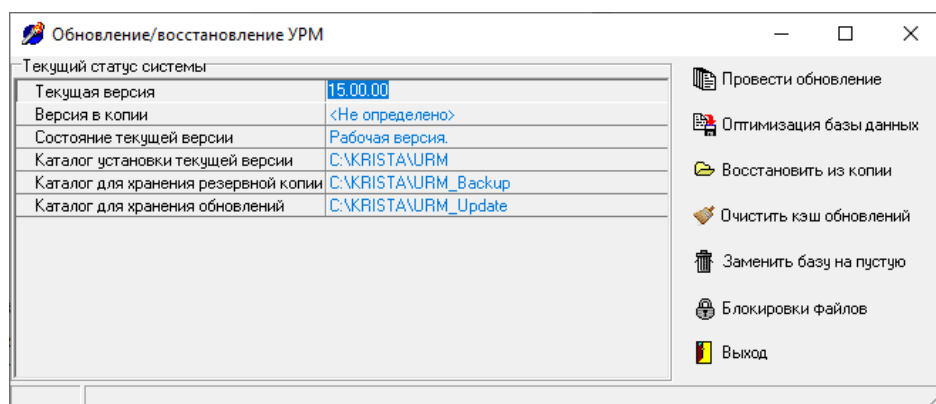 Обновление/восстановление УРМ
Текущий статус системы
Текущая версия 15.00.00
Версия в копии <Не определено>
Состояние текущей версии Рабочая версия.
Каталог установки текущей версии C:\KRISTA\URM
Каталог для хранения резервной копии C:\KRISTA\URM_Backup
Каталог для хранения обновлений C:\KRISTA\URM_Update
Провести обновление
Оптимизация базы данных
Восстановить из копии
Очистить кэш обновлений
Заменить базу на пустую
Блокировки файлов
Выход